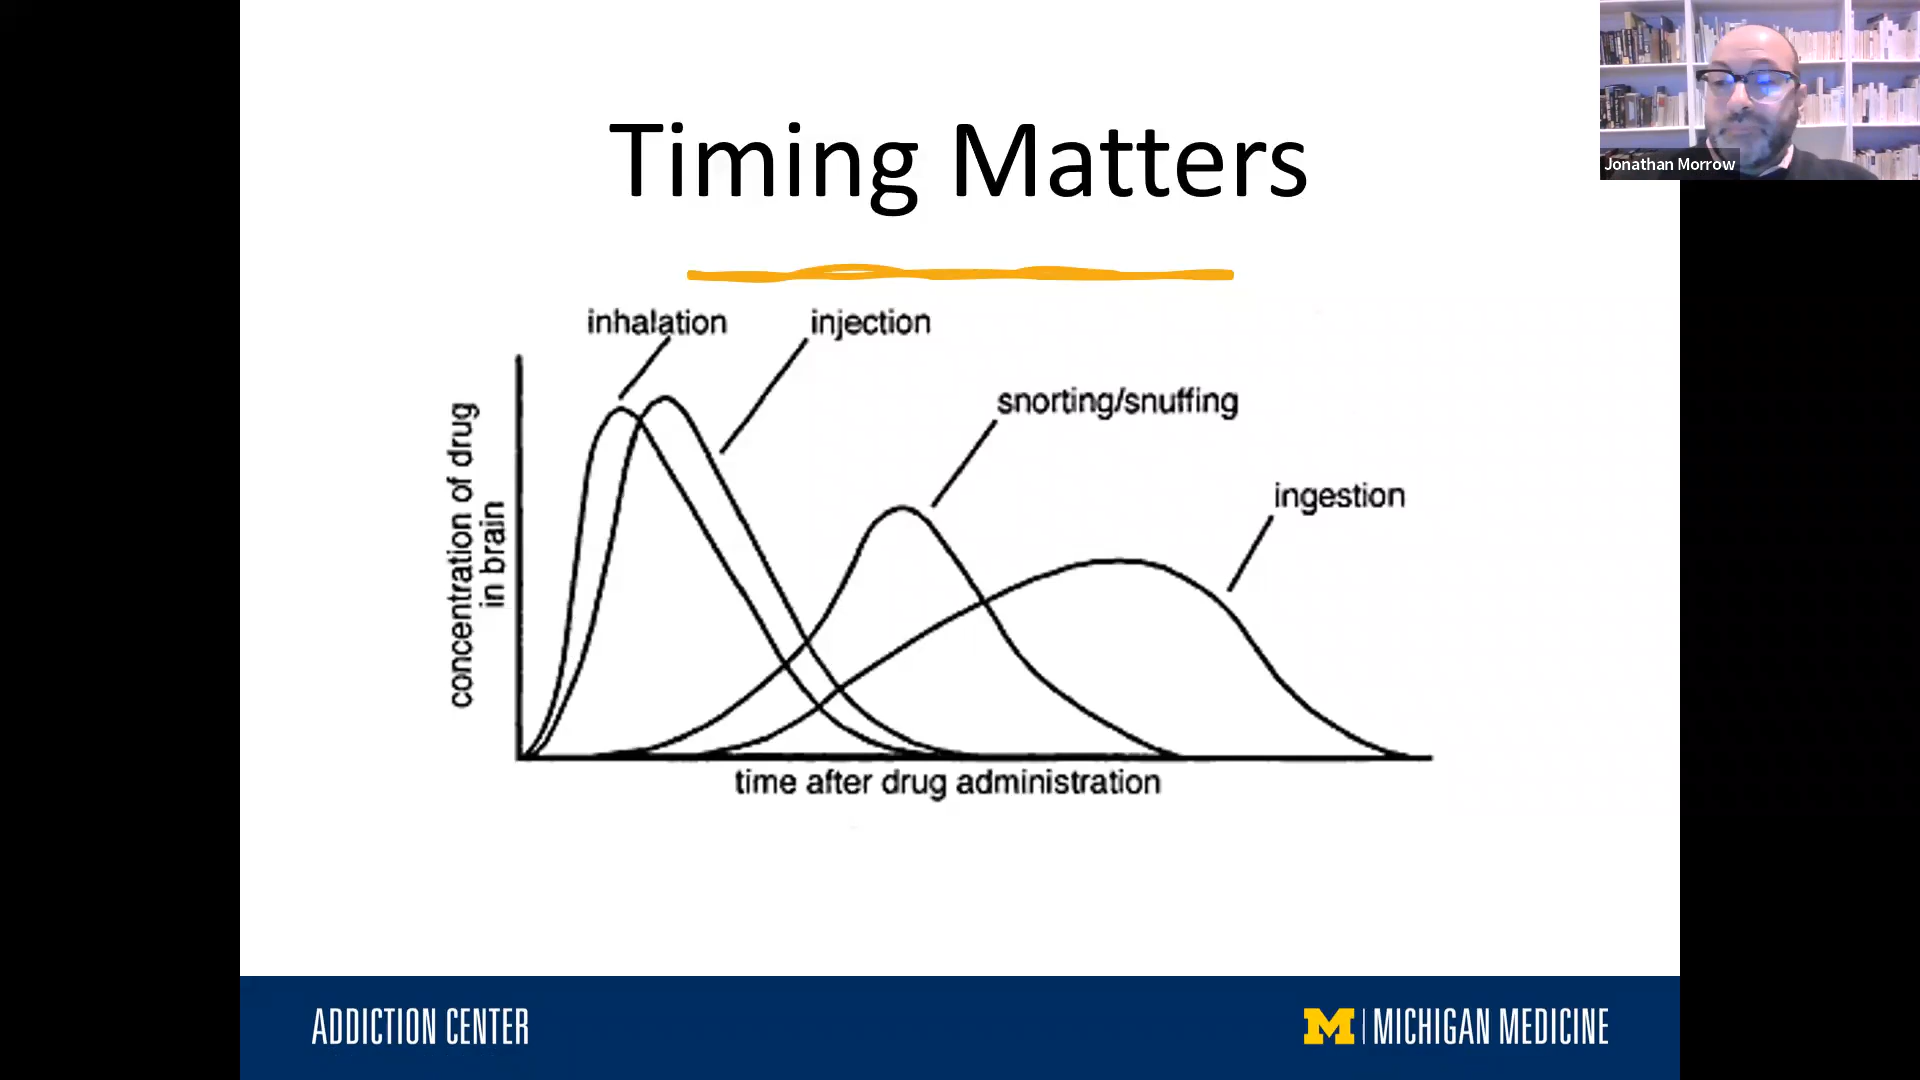 Timing Matters
Jonathan Morrow
inhalation
injection
snorting/snuffing
ingestion
concentration of drug
in brain
time after drug administration
ADDICTION CENTER
M | MICHIGAN MEDICINE